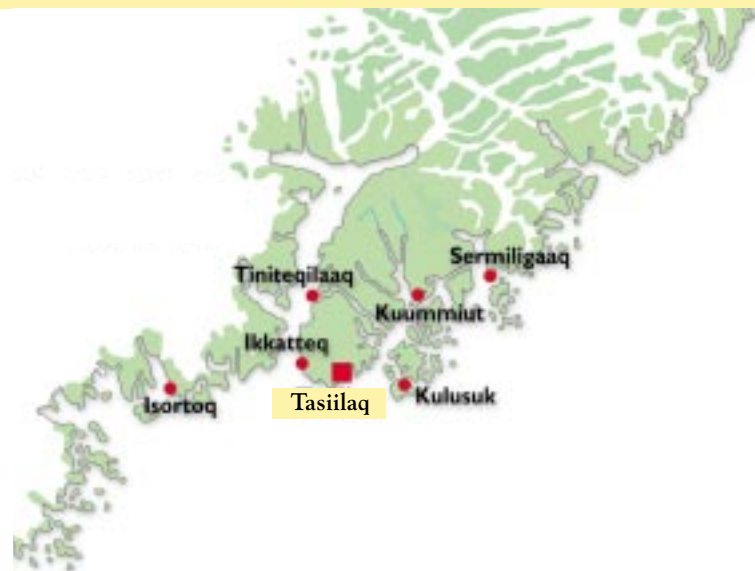 Sermiligaaq
Tiniteqilaaq
Kuummiut
Ikkatteq
Isortoq
Tasiilaq
Kulusuk